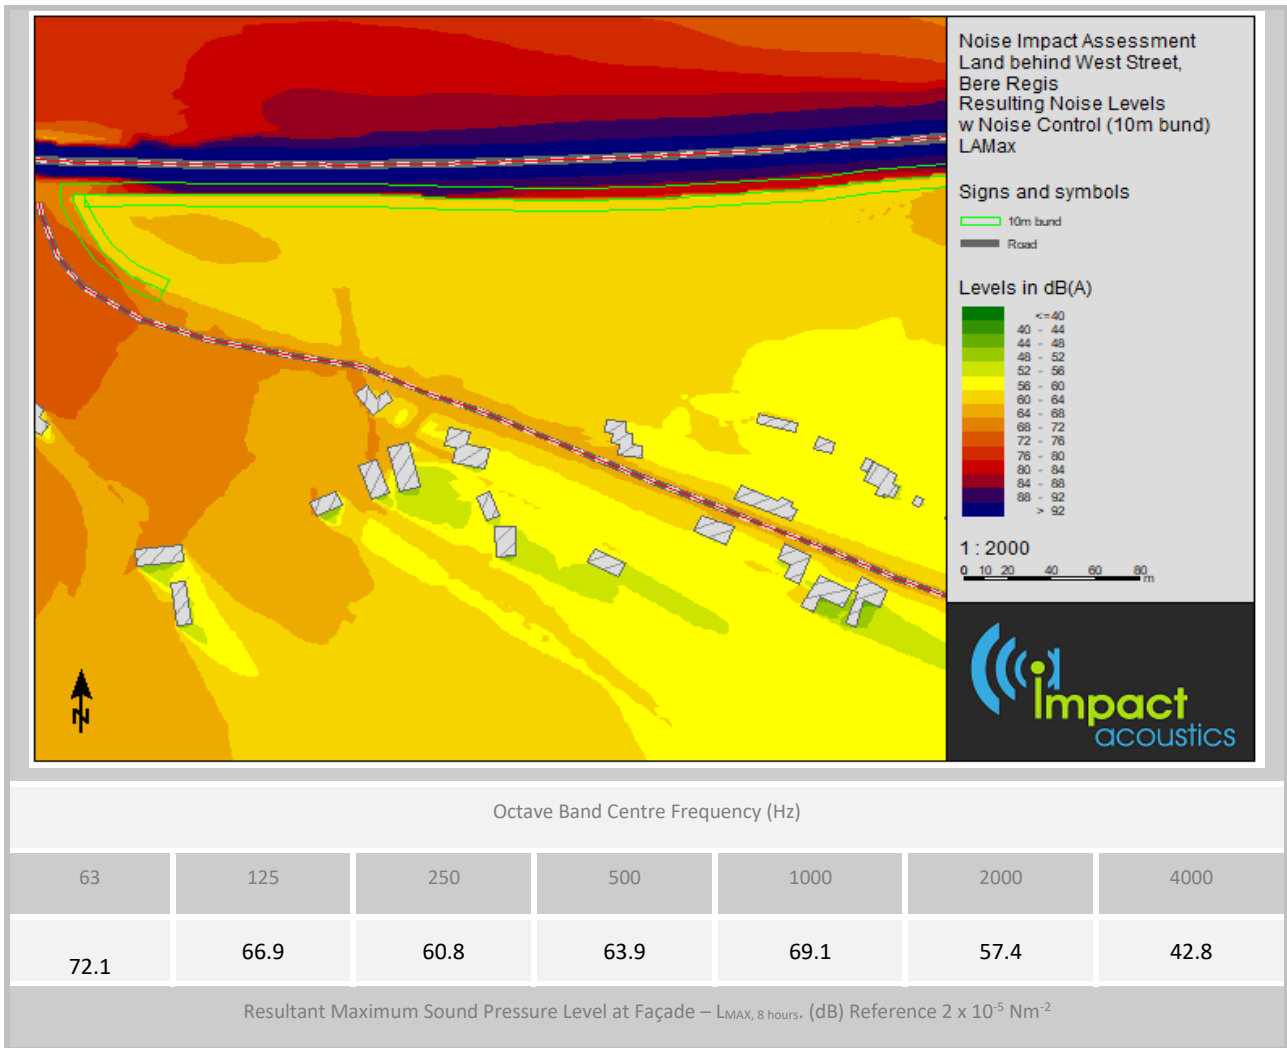 Noise Impact Assessment
Land behind West Street,
Bere Regis
Resulting Noise Levels
w Noise Control (10m bund)
LAMax
Signs and symbols
10m bund
Road
Levels in dB(A)
<=40
40 - 44
44 - 48
48 - 52
52 - 56
56 - 60
60 - 64
64 - 68
68 - 72
72 - 76
76 - 80
80 - 84
84 - 88
88 - 92
> 92
1 : 2000
0 10 20 40 60 80
m
N
impact
acoustics
Octave Band Centre Frequency (Hz)
63 125 250 500 1000 2000 4000
72.1 66.9 60.8 63.9 69.1 57.4 42.8
Resultant Maximum Sound Pressure Level at Façade – LMAX, 8 hours. (dB) Reference 2 x 10⁻⁵ Nm⁻²